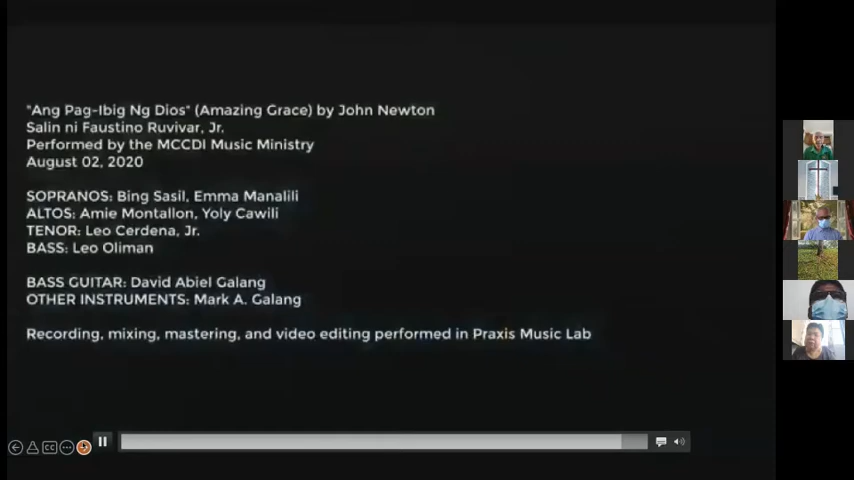 "Ang Pag-Ibig Ng Dios" (Amazing Grace) by John Newton
Salin ni Faustino Ruvivar, Jr.
Performed by the MCCDI Music Ministry
August 02, 2020
SOPRANOS: Bing Sasil, Emma Manalili
ALTOS: Amie Montallon, Yoly Cawili
TENOR: Leo Cerdena, Jr.
BASS: Leo Oliman
BASS GUITAR: David Abiel Galang
OTHER INSTRUMENTS: Mark A. Galang
Recording, mixing, mastering, and video editing performed in Praxis Music Lab
CC